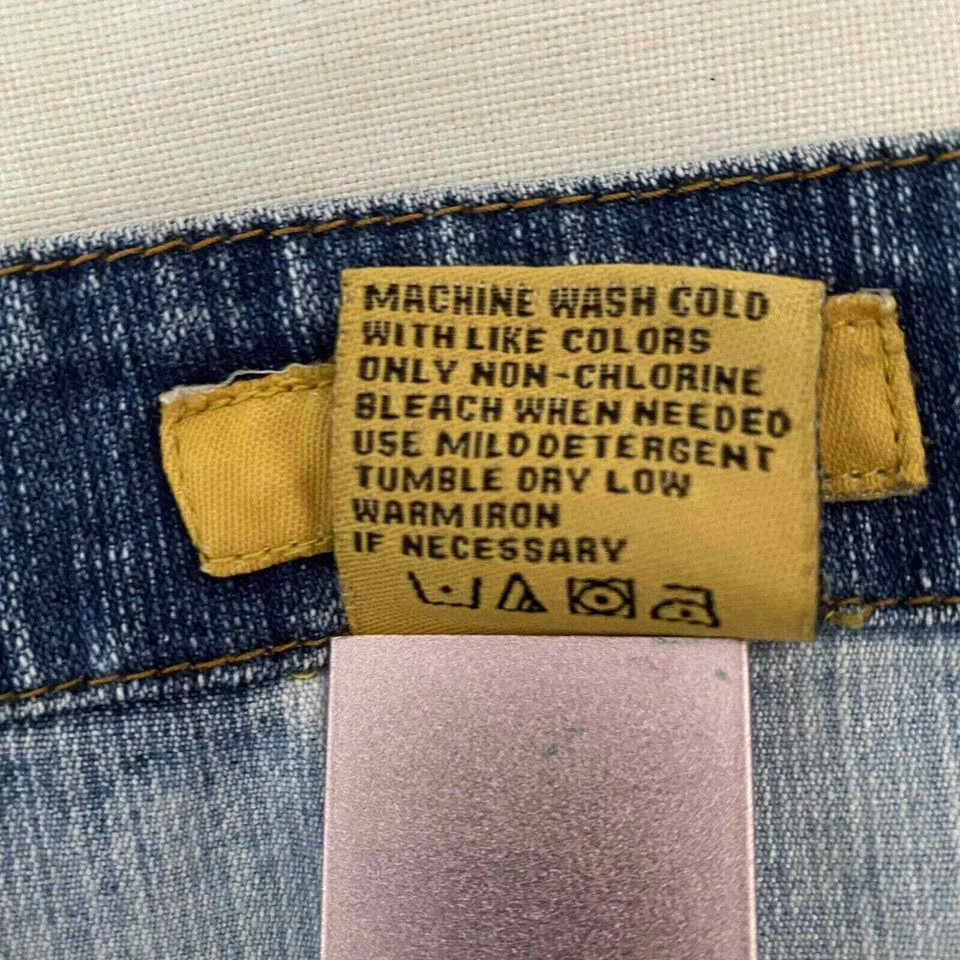 MACHINE WASH COLD
WITH LIKE COLORS
ONLY NON-CHLORINE
BLEACH WHEN NEEDED
USE MILD DETERGENT
TUMBLE DRY LOW
WARM IRON
IF NECESSARY